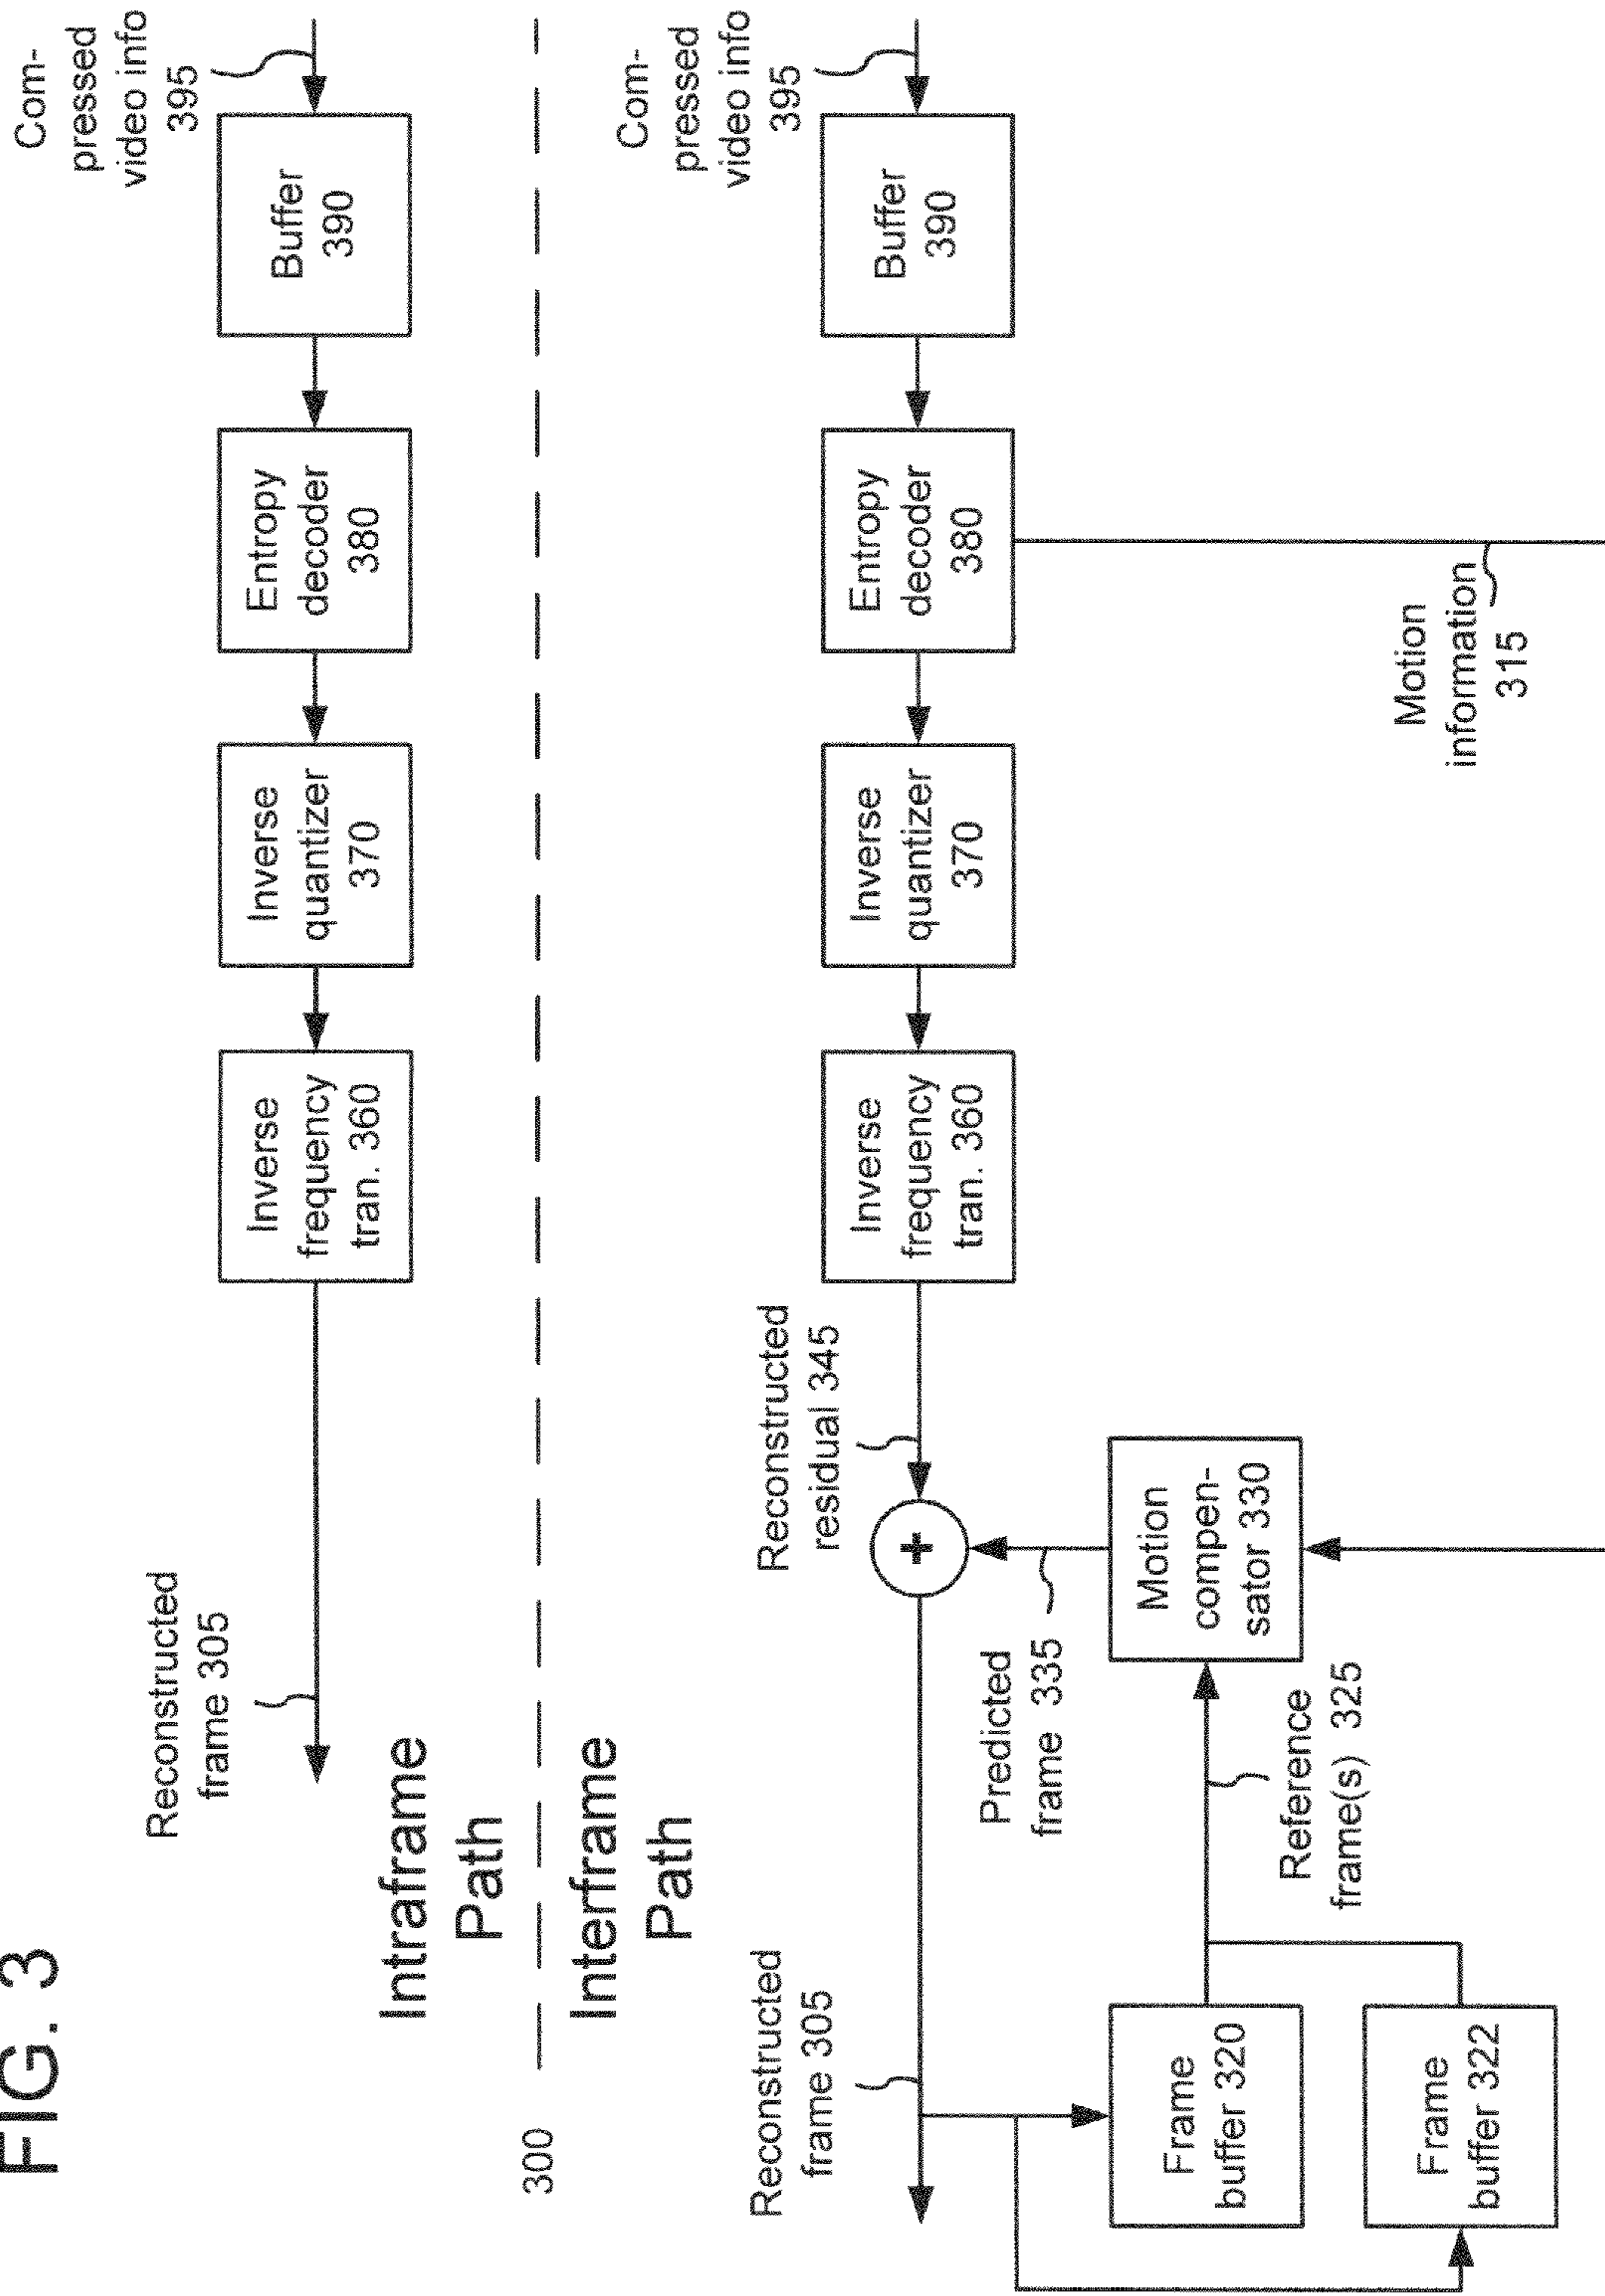 FIG. 3
Reconstructed
frame 305
Inverse
frequency
tran. 360
Inverse
quantizer
370
Entropy
decoder
380
Buffer
390
Com-
pressed
video info
395
Intraframe
Path
300
Interframe
Path
Reconstructed
frame 305
Reconstructed
residual 345
Inverse
frequency
tran. 360
Inverse
quantizer
370
Entropy
decoder
380
Buffer
390
Com-
pressed
video info
395
+
Predicted
frame 335
Motion
compen-
sator 330
Reference
frame(s) 325
Frame
buffer 320
Frame
buffer 322
Motion
information
315